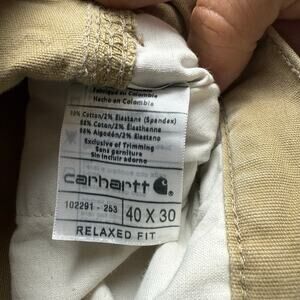 Fabriqué en Colombie
Hecho en Colombia
98% Cotton/2% Elastane (Spandex)
98% Coton/2% Élasthanne
98% Algodón/2% Elastano
Exclusive of Trimming
Sans garniture
Sin incluir adorno
carhartt
102291 - 253
40 X 30
RELAXED FIT